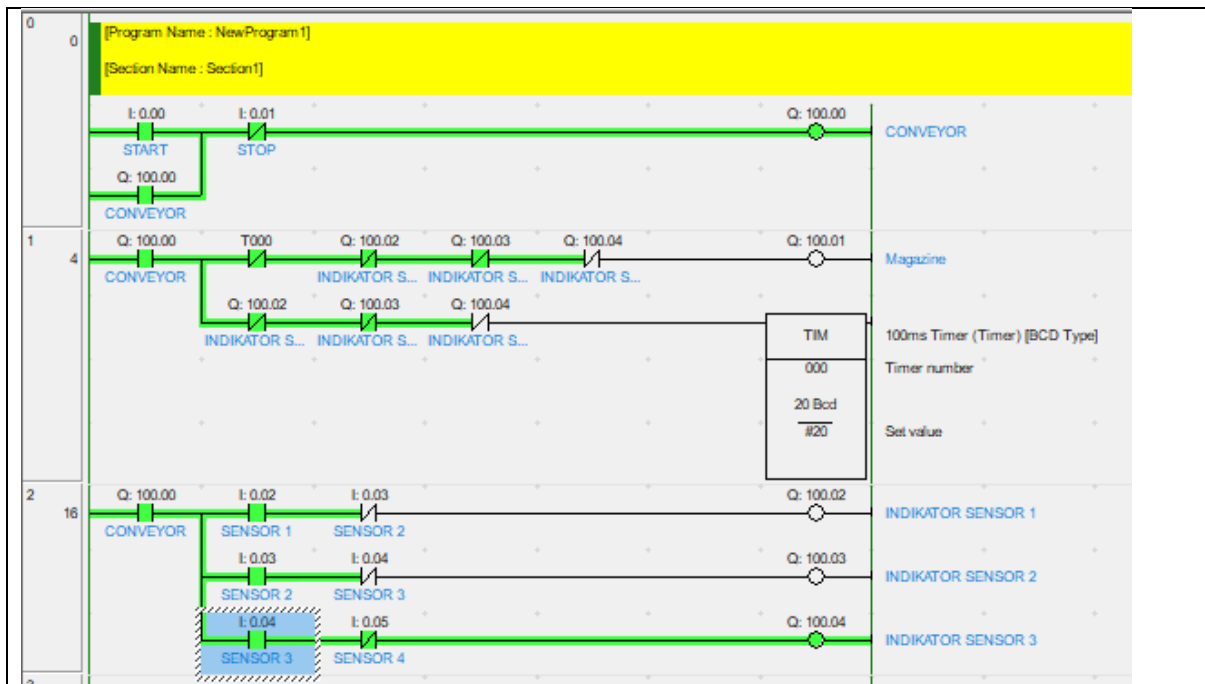 0
0
[Program Name : NewProgram1]
[Section Name : Section1]
I: 0.00 I: 0.01 Q: 100.00
CONVEYOR
START STOP
Q: 100.00
CONVEYOR
1
4
Q: 100.00 T000 Q: 100.02 Q: 100.03 Q: 100.04 Q: 100.01
Magazine
CONVEYOR INDIKATOR S... INDIKATOR S... INDIKATOR S...
Q: 100.02 Q: 100.03 Q: 100.04
INDIKATOR S... INDIKATOR S... INDIKATOR S...
TIM 100ms Timer (Timer) [BCD Type]
000 Timer number
20 Bcd
#20 Set value
2
16
Q: 100.00 I: 0.02 I: 0.03 Q: 100.02
INDIKATOR SENSOR 1
CONVEYOR SENSOR 1 SENSOR 2
I: 0.03 I: 0.04 Q: 100.03
INDIKATOR SENSOR 2
SENSOR 2 SENSOR 3
I: 0.04 I: 0.05 Q: 100.04
INDIKATOR SENSOR 3
SENSOR 3 SENSOR 4